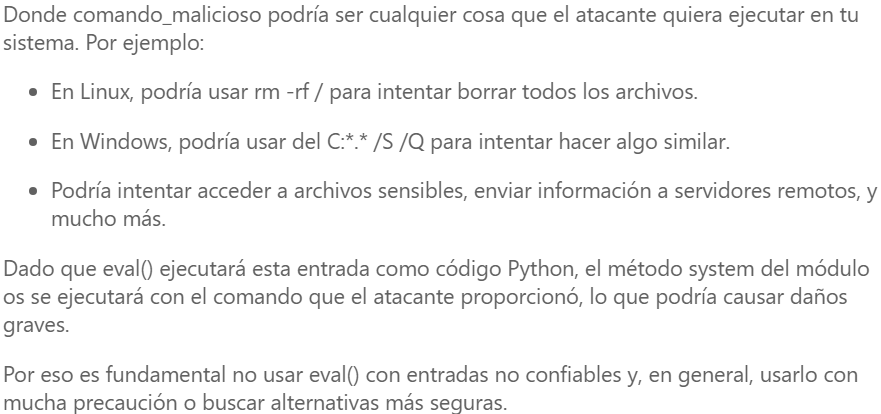 Donde comando_malicioso podría ser cualquier cosa que el atacante quiera ejecutar en tu
sistema. Por ejemplo:
• En Linux, podría usar rm -rf / para intentar borrar todos los archivos.
• En Windows, podría usar del C:*.* /S /Q para intentar hacer algo similar.
• Podría intentar acceder a archivos sensibles, enviar información a servidores remotos, y
mucho más.
Dado que eval() ejecutará esta entrada como código Python, el método system del módulo
os se ejecutará con el comando que el atacante proporcionó, lo que podría causar daños
graves.
Por eso es fundamental no usar eval() con entradas no confiables y, en general, usarlo con
mucha precaución o buscar alternativas más seguras.